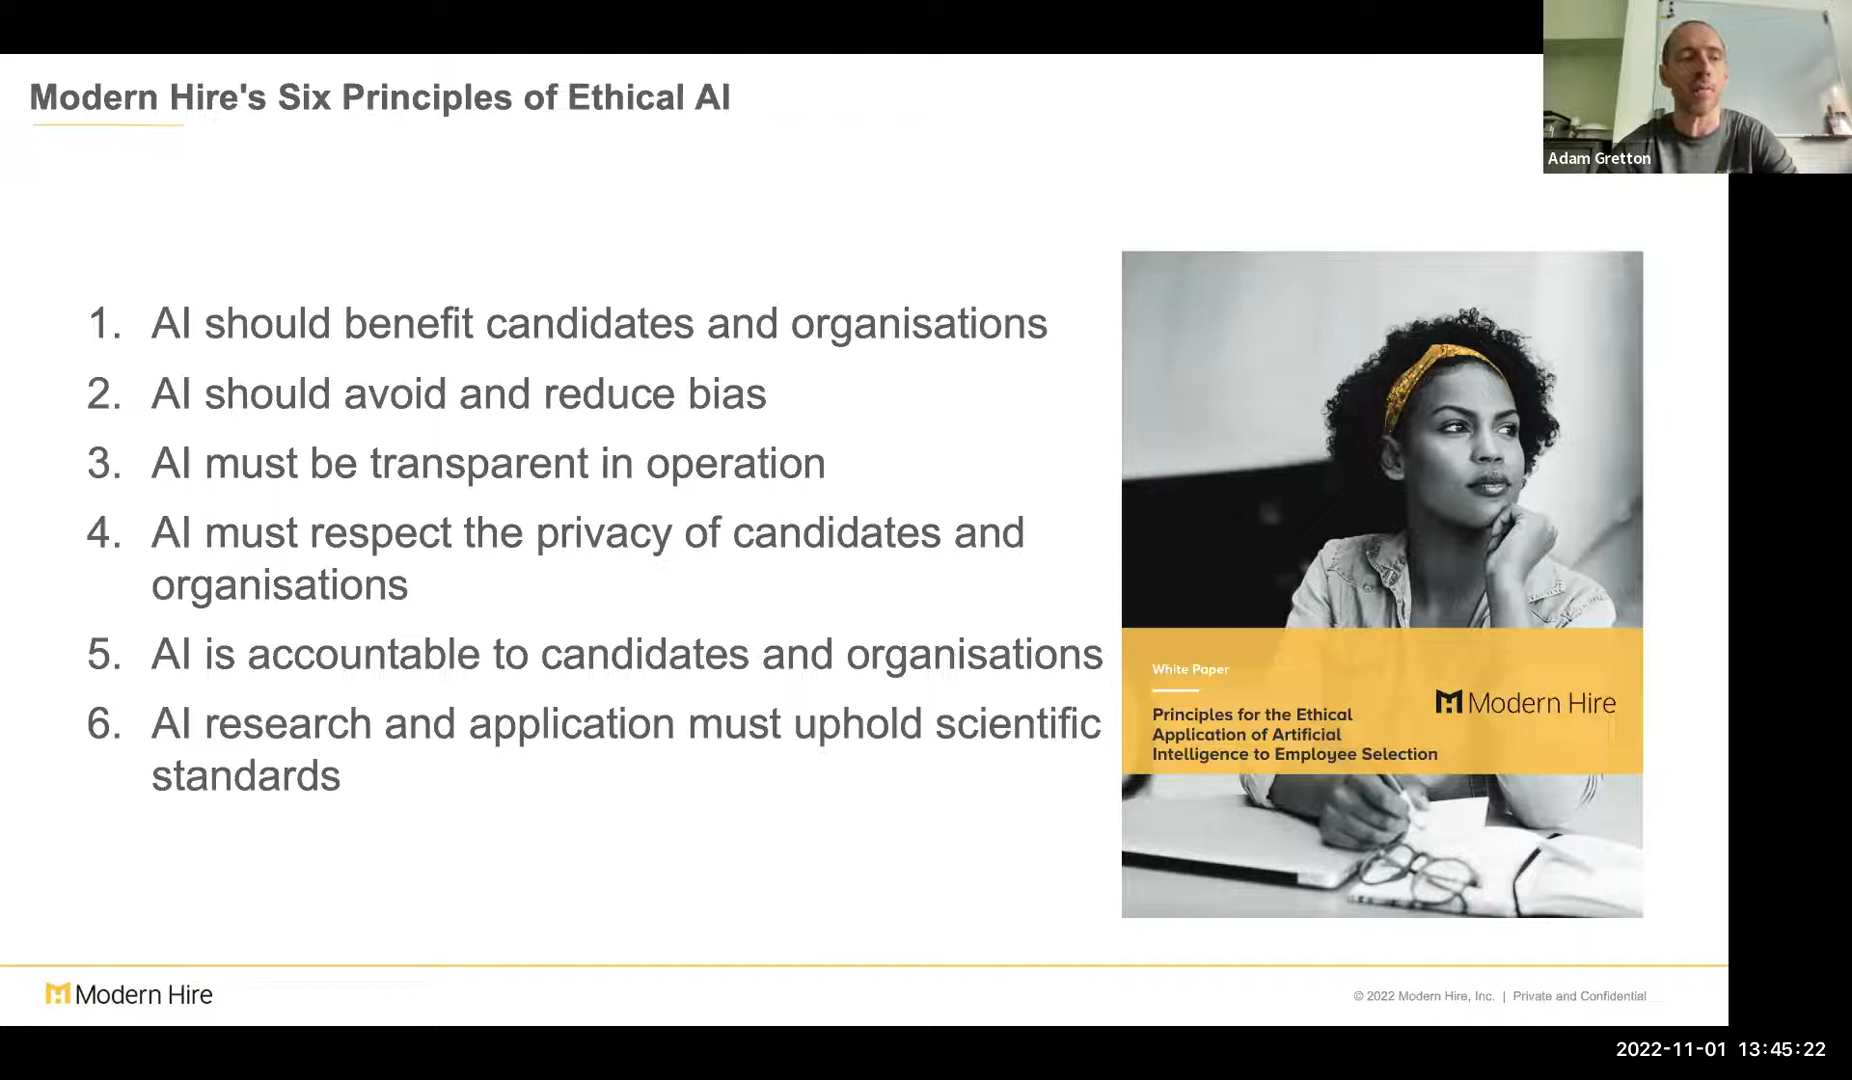 Modern Hire's Six Principles of Ethical AI
Adam Gretton
1. AI should benefit candidates and organisations
2. AI should avoid and reduce bias
3. AI must be transparent in operation
4. AI must respect the privacy of candidates and
organisations
5. AI is accountable to candidates and organisations
6. AI research and application must uphold scientific
standards
White Paper
Principles for the Ethical
Application of Artificial
Intelligence to Employee Selection
Modern Hire
Modern Hire
© 2022 Modern Hire, Inc. | Private and Confidential
2022-11-01 13:45:22